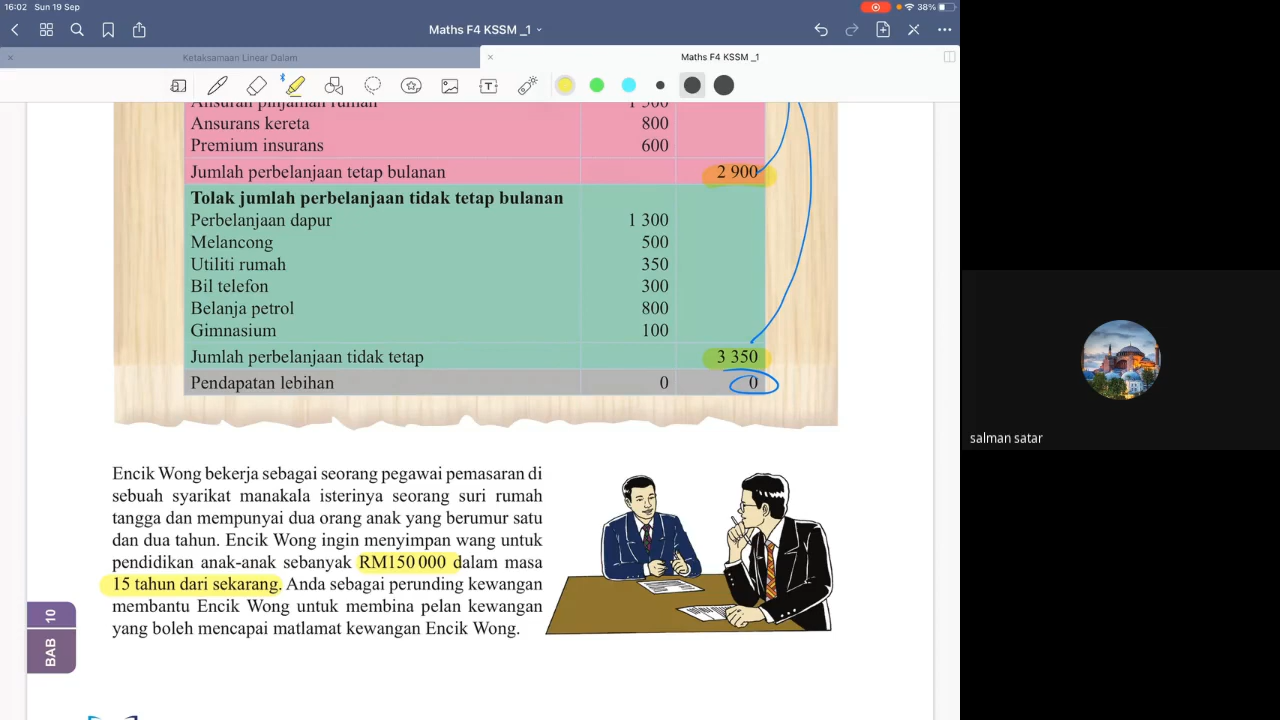 16:02 Sun 19 Sep
38%
Maths F4 KSSM _1
Ketaksamaan Linear Dalam
Maths F4 KSSM _1
Ansuran pinjaman rumah 1 500
Ansurans kereta 800
Premium insurans 600
Jumlah perbelanjaan tetap bulanan 2 900
Tolak jumlah perbelanjaan tidak tetap bulanan
Perbelanjaan dapur 1 300
Melancong 500
Utiliti rumah 350
Bil telefon 300
Belanja petrol 800
Gimnasium 100
Jumlah perbelanjaan tidak tetap 3 350
Pendapatan lebihan 0 0
Encik Wong bekerja sebagai seorang pegawai pemasaran di
sebuah syarikat manakala isterinya seorang suri rumah
tangga dan mempunyai dua orang anak yang berumur satu
dan dua tahun. Encik Wong ingin menyimpan wang untuk
pendidikan anak-anak sebanyak RM150 000 dalam masa
15 tahun dari sekarang. Anda sebagai perunding kewangan
membantu Encik Wong untuk membina pelan kewangan
yang boleh mencapai matlamat kewangan Encik Wong.
BAB 10
salman satar